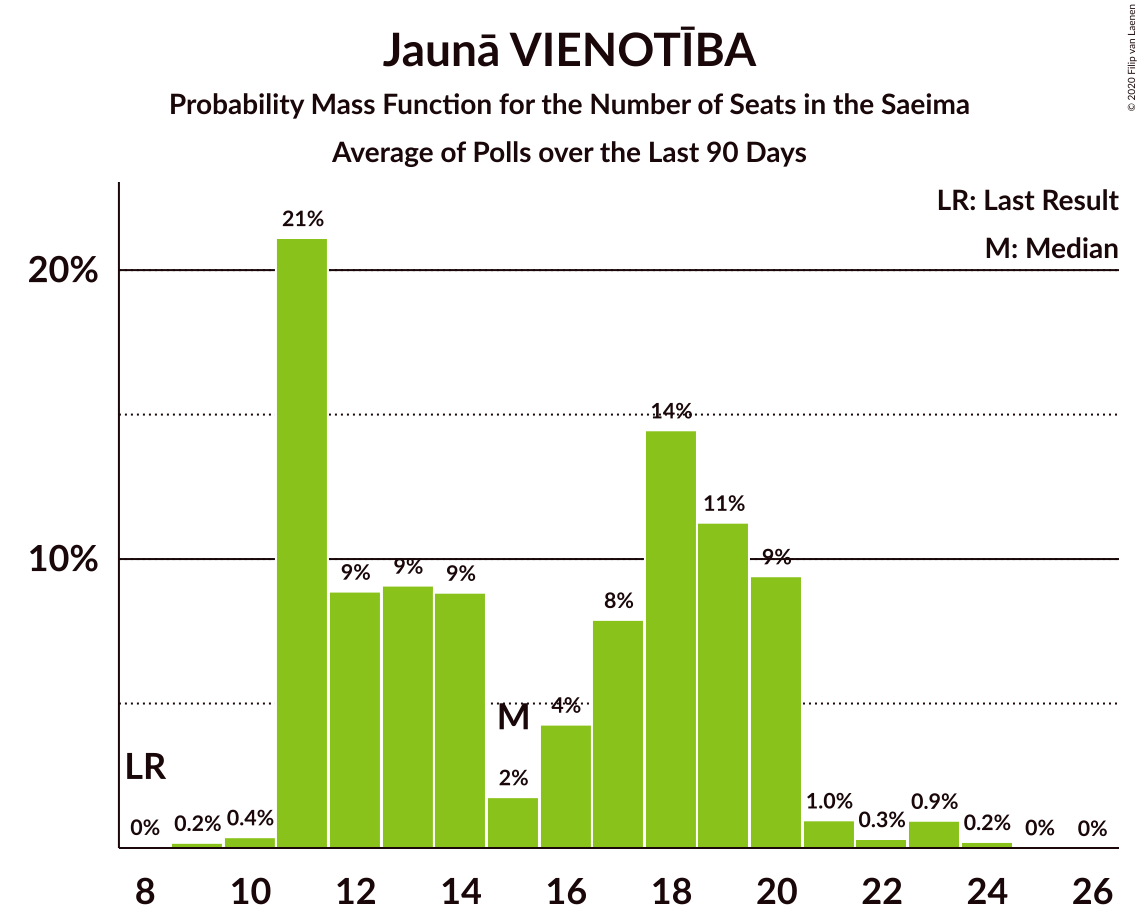 Jaunā VIENOTĪBA
Probability Mass Function for the Number of Seats in the Saeima
Average of Polls over the Last 90 Days
© 2020 Filip van Laenen
LR: Last Result
M: Median
20%
10%
LR
M
0%
0.2%
0.4%
21%
9%
9%
9%
2%
4%
8%
14%
11%
9%
1.0%
0.3%
0.9%
0.2%
0%
0%
8 10 12 14 16 18 20 22 24 26